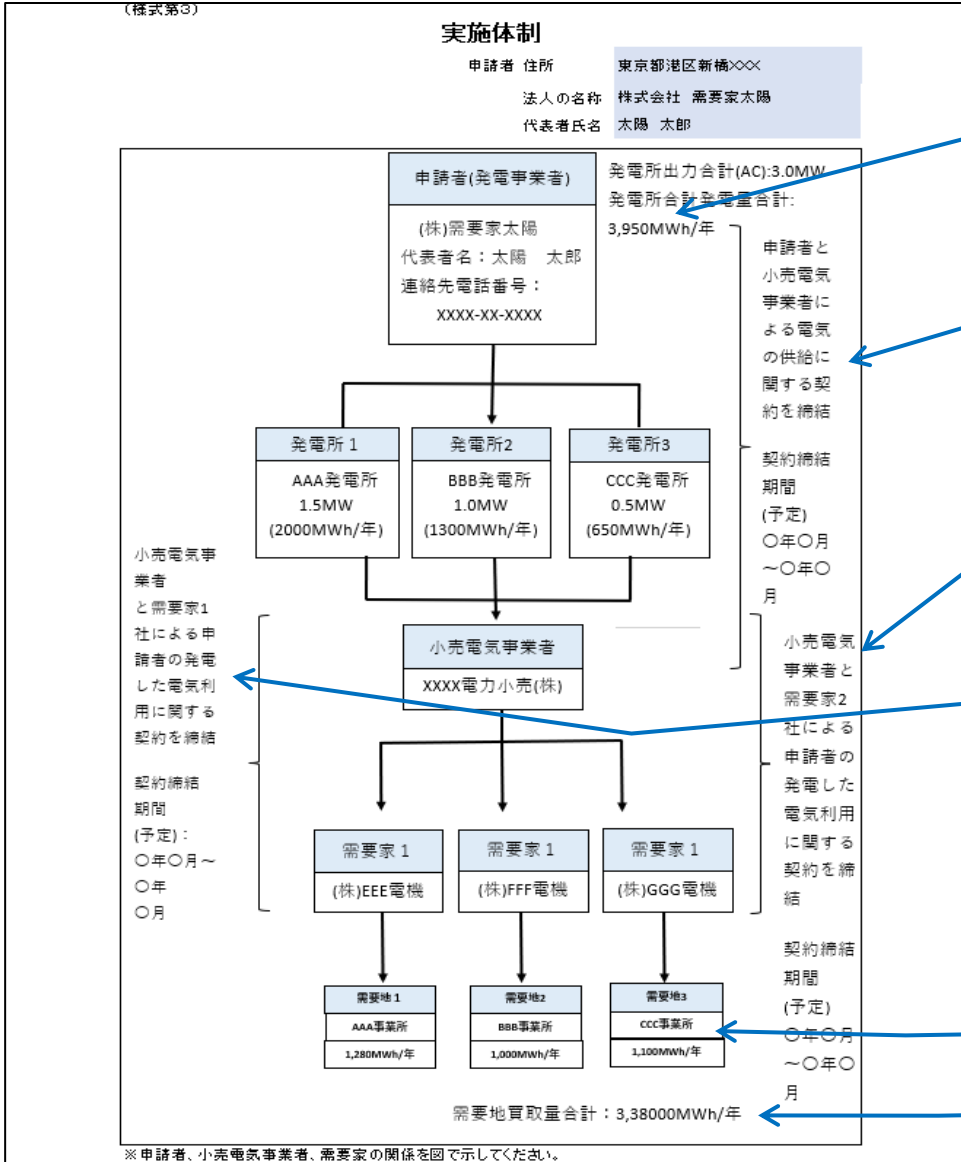 (様式第3)
実施体制
申請者 住所 東京都港区新橋×××
法人の名称 株式会社 需要家太陽
代表者氏名 太陽 太郎
申請者(発電事業者)
(株)需要家太陽
代表者名：太陽 太郎
連絡先電話番号：
XXXX-XX-XXXX
発電所出力合計(AC):3.0MW
発電所合計発電量合計:
3,950MWh/年
申請者と
小売電気
事業者に
よる電気
の供給に
関する契
約を締結
契約締結
期間
(予定)
〇年〇月
～〇年〇
月
発電所１
AAA発電所
1.5MW
(2000MWh/年)
発電所2
BBB発電所
1.0MW
(1300MWh/年)
発電所3
CCC発電所
0.5MW
(650MWh/年)
小売電気事
業者
と需要家1
社による申
請者の発電
した電気利
用に関する
契約を締結
契約締結
期間
(予定)：
〇年〇月～
〇年
〇月
小売電気事業者
XXXX電力小売(株)
小売電気
事業者と
需要家2
社による
申請者の
発電した
電気利用
に関する
契約を締
結
契約締結
期間
(予定)
〇年〇月
～〇年〇
月
需要家１
(株)EEE電機
需要家１
(株)FFF電機
需要家１
(株)GGG電機
需要地１
AAA事業所
1,280MWh/年
需要地2
BBB事業所
1,000MWh/年
需要地3
CCC事業所
1,100MWh/年
需要地買取量合計：3,38000MWh/年
※申請者、小売電気事業者、需要家の関係を図で示してください。